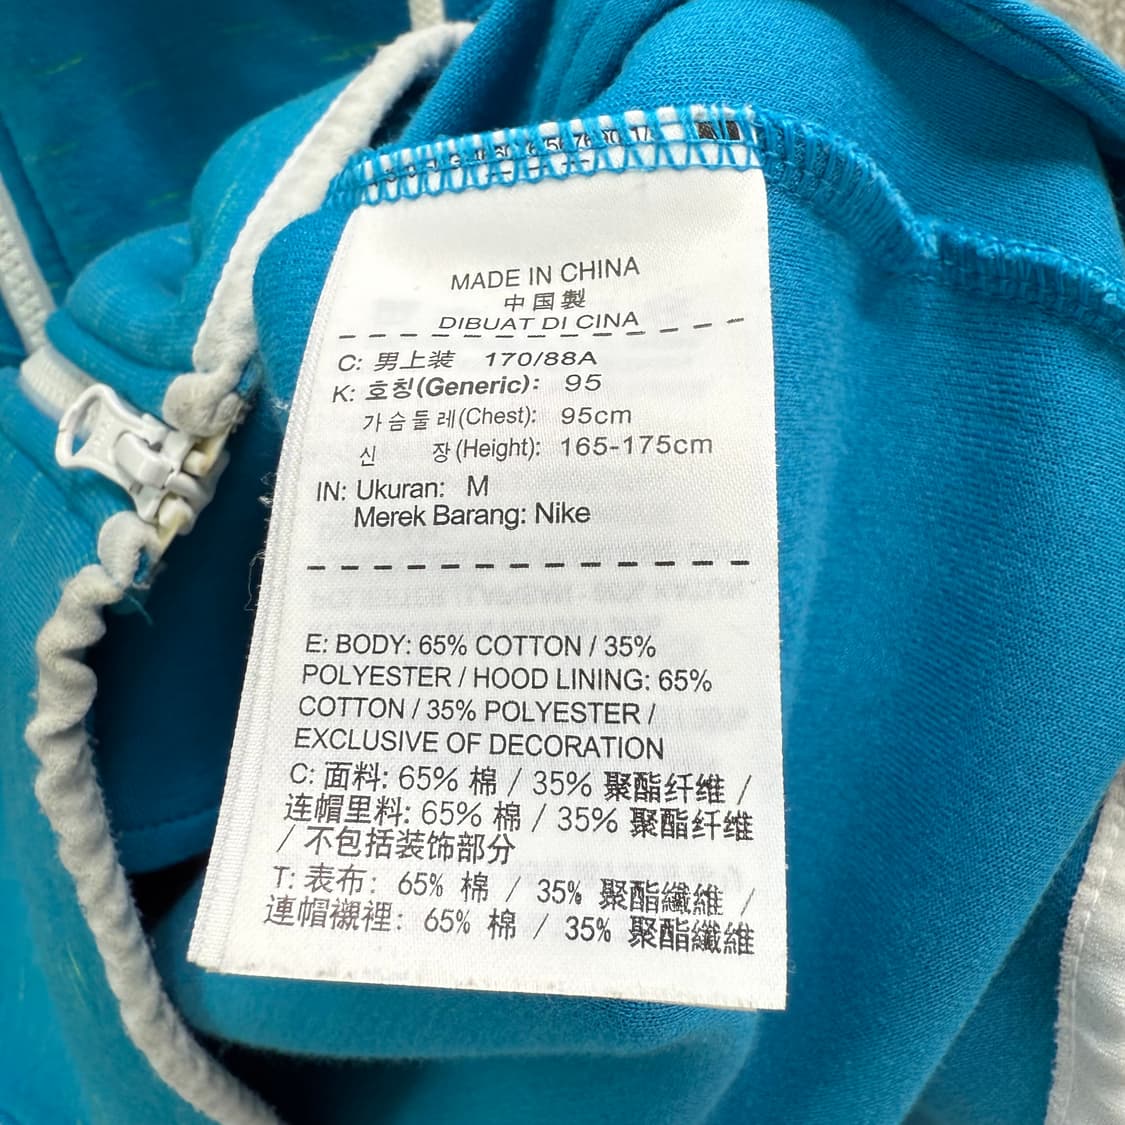 MADE IN CHINA
中国製
DIBUAT DI CINA
C: 男上装 170/88A
K: 호칭(Generic): 95
가슴둘레(Chest): 95cm
신 장(Height): 165-175cm
IN: Ukuran: M
Merek Barang: Nike
E: BODY: 65% COTTON / 35%
POLYESTER / HOOD LINING: 65%
COTTON / 35% POLYESTER /
EXCLUSIVE OF DECORATION
C: 面料: 65% 棉 / 35% 聚酯纤维 /
连帽里料: 65% 棉 / 35% 聚酯纤维
/ 不包括装饰部分
T: 表布: 65% 棉 / 35% 聚酯纖維 /
連帽襯裡: 65% 棉 / 35% 聚酯纖維